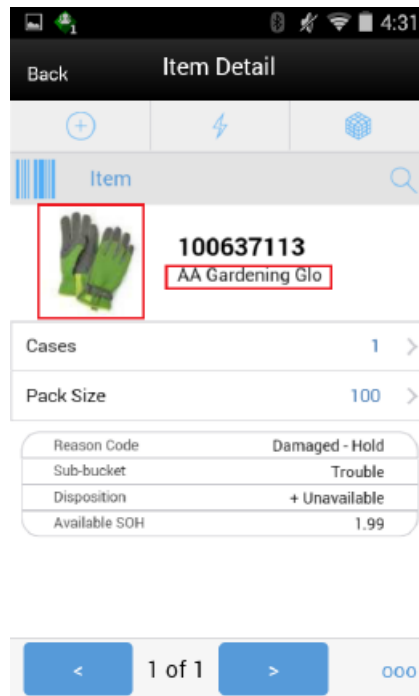 1 4:31
Back Item Detail
Item
100637113
AA Gardening Glo
Cases 1 >
Pack Size 100 >
Reason Code Damaged - Hold
Sub-bucket Trouble
Disposition + Unavailable
Available SOH 1.99
< 1 of 1 > ooo